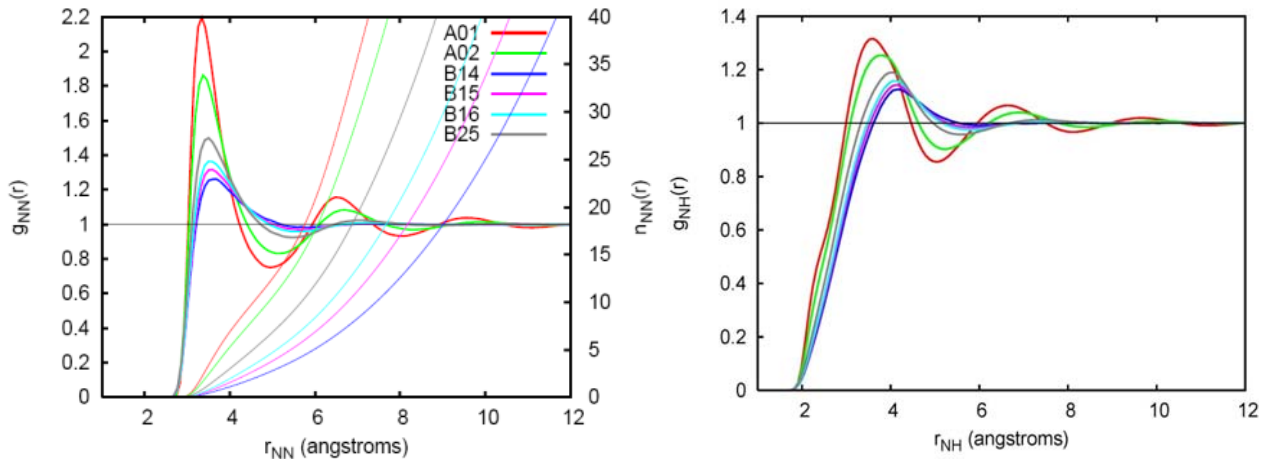 2.2
2
1.8
1.6
1.4
1.2
1
0.8
0.6
0.4
0.2
0
g_NN(r)
2 4 6 8 10 12
r_NN (angstroms)
A01
A02
B14
B15
B16
B25
40
35
30
25
20
15
10
5
0
n_NN(r)
1.4
1.2
1
0.8
0.6
0.4
0.2
0
g_NH(r)
2 4 6 8 10 12
r_NH (angstroms)